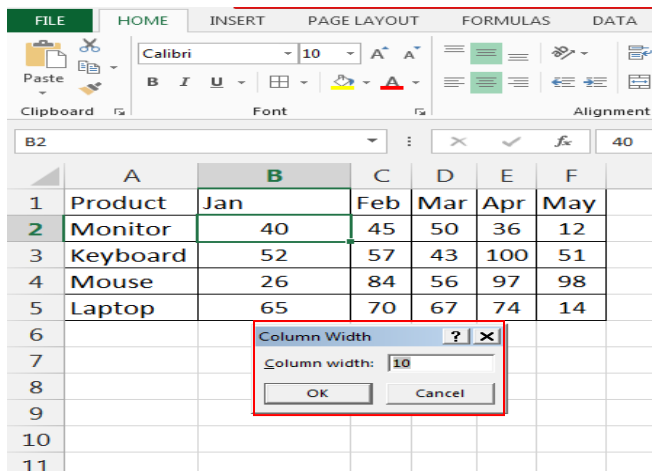 FILE HOME INSERT PAGE LAYOUT FORMULAS DATA
Calibri 10 A A
Paste B I U A
Clipboard Font Alignment
B2 fx 40
A B C D E F
1 Product Jan Feb Mar Apr May
2 Monitor 40 45 50 36 12
3 Keyboard 52 57 43 100 51
4 Mouse 26 84 56 97 98
5 Laptop 65 70 67 74 14
6 Column Width ?
7 Column width: 10
8 OK Cancel
9
10
11